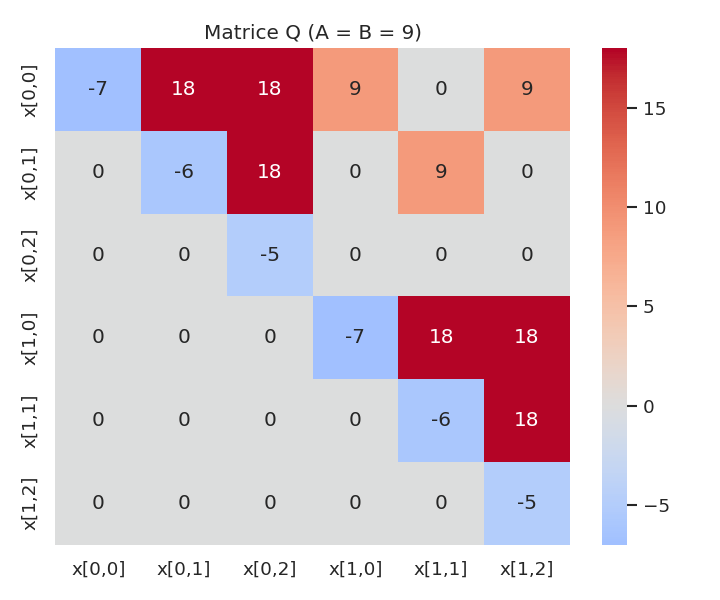 Matrice Q (A = B = 9)
x[0,0] -7 18 18 9 0 9
x[0,1] 0 -6 18 0 9 0
x[0,2] 0 0 -5 0 0 0
x[1,0] 0 0 0 -7 18 18
x[1,1] 0 0 0 0 -6 18
x[1,2] 0 0 0 0 0 -5
x[0,0] x[0,1] x[0,2] x[1,0] x[1,1] x[1,2]
15
10
5
0
−5